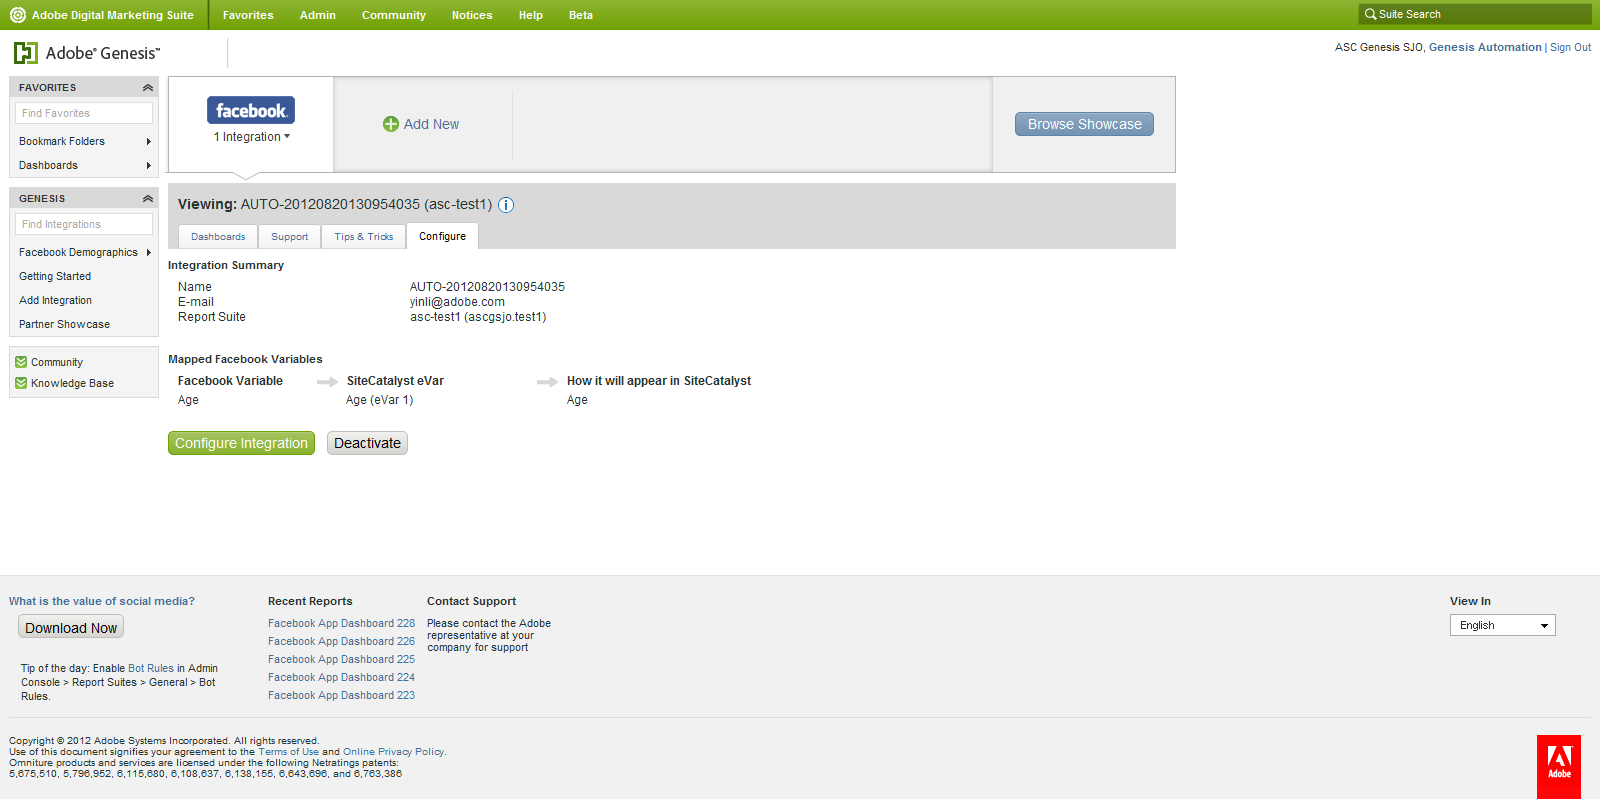 Adobe Digital Marketing Suite Favorites Admin Community Notices Help Beta Suite Search
Adobe® Genesis™
ASC Genesis SJO, Genesis Automation | Sign Out
FAVORITES
Find Favorites
Bookmark Folders
Dashboards
GENESIS
Find Integrations
Facebook Demographics
Getting Started
Add Integration
Partner Showcase
Community
Knowledge Base
facebook.
1 Integration
Add New
Browse Showcase
Viewing: AUTO-20120820130954035 (asc-test1)
Dashboards Support Tips & Tricks Configure
Integration Summary
Name AUTO-20120820130954035
E-mail yinli@adobe.com
Report Suite asc-test1 (ascgsjo.test1)
Mapped Facebook Variables
Facebook Variable SiteCatalyst eVar How it will appear in SiteCatalyst
Age Age (eVar 1) Age
Configure Integration Deactivate
What is the value of social media?
Download Now
Tip of the day: Enable Bot Rules in Admin
Console > Report Suites > General > Bot
Rules.
Recent Reports
Facebook App Dashboard 228
Facebook App Dashboard 226
Facebook App Dashboard 225
Facebook App Dashboard 224
Facebook App Dashboard 223
Contact Support
Please contact the Adobe
representative at your
company for support
View In
English
Copyright © 2012 Adobe Systems Incorporated. All rights reserved.
Use of this document signifies your agreement to the Terms of Use and Online Privacy Policy.
Omniture products and services are licensed under the following Netratings patents:
5,675,510, 5,796,952, 6,115,680, 6,108,637, 6,138,155, 6,643,696, and 6,763,386
Adobe